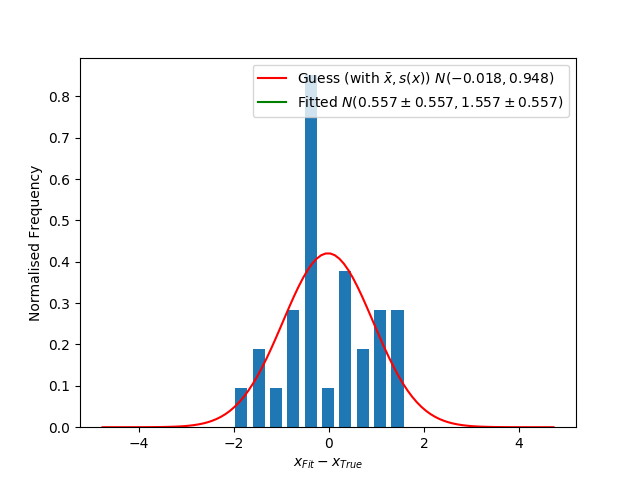 Guess (with x̄, s(x)) N(−0.018, 0.948)
Fitted N(0.557 ± 0.557, 1.557 ± 0.557)
0.8
0.7
0.6
0.5
0.4
0.3
0.2
0.1
0.0
Normalised Frequency
−4 −2 0 2 4
x_Fit − x_True